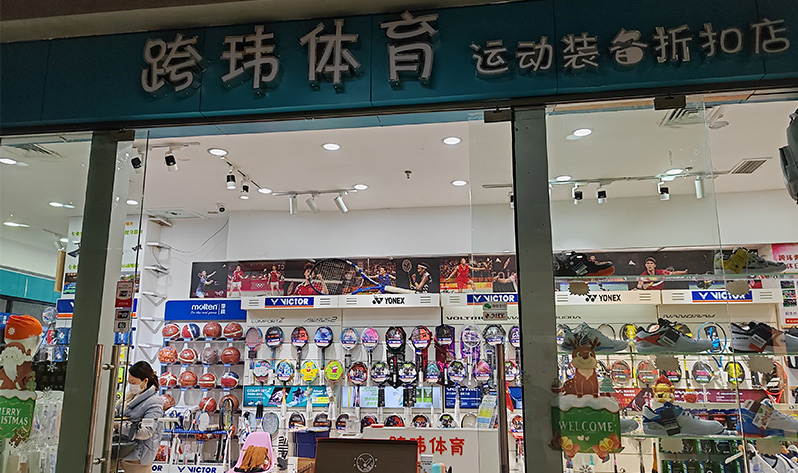 跨玮体育 运动装备折扣店
molten
VICTOR
YONEX
VICTOR
YONEX
VICTOR
VICTOR
跨玮体育
MERRY
CHRISTMAS
WELCOME